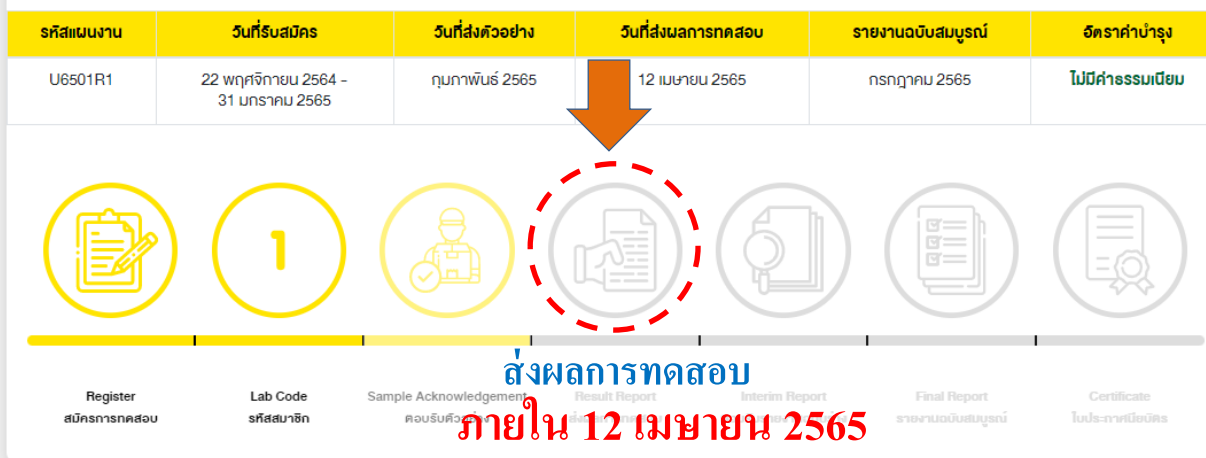 รหัสแผนงาน วันที่รับสมัคร วันที่ส่งตัวอย่าง วันที่ส่งผลการทดสอบ รายงานฉบับสมบูรณ์ อัตราค่าบำรุง
U6501R1 22 พฤศจิกายน 2564 - กุมภาพันธ์ 2565 12 เมษายน 2565 กรกฎาคม 2565 ไม่มีค่าธรรมเนียม
31 มกราคม 2565
1
ส่งผลการทดสอบ
Register Lab Code Sample Acknowledgement Result Report Interim Report Final Report Certificate
สมัครการทดสอบ รหัสสมาชิก ตอบรับตัวอย่าง รายงานฉบับสมบูรณ์ ใบประกาศนียบัตร
ภายใน 12 เมษายน 2565